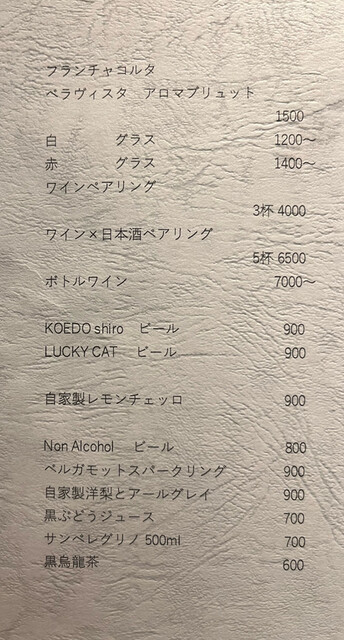 フランチャコルタ
ベラヴィスタ アロマブリュット
1500
白 グラス 1200～
赤 グラス 1400～
ワインペアリング
3杯 4000
ワイン×日本酒ペアリング
5杯 6500
ボトルワイン 7000～
KOEDO shiro ビール 900
LUCKY CAT ビール 900
自家製レモンチェッロ 900
Non Alcohol ビール 800
ベルガモットスパークリング 900
自家製洋梨とアールグレイ 900
黒ぶどうジュース 700
サンペレグリノ 500ml 700
黒烏龍茶 600